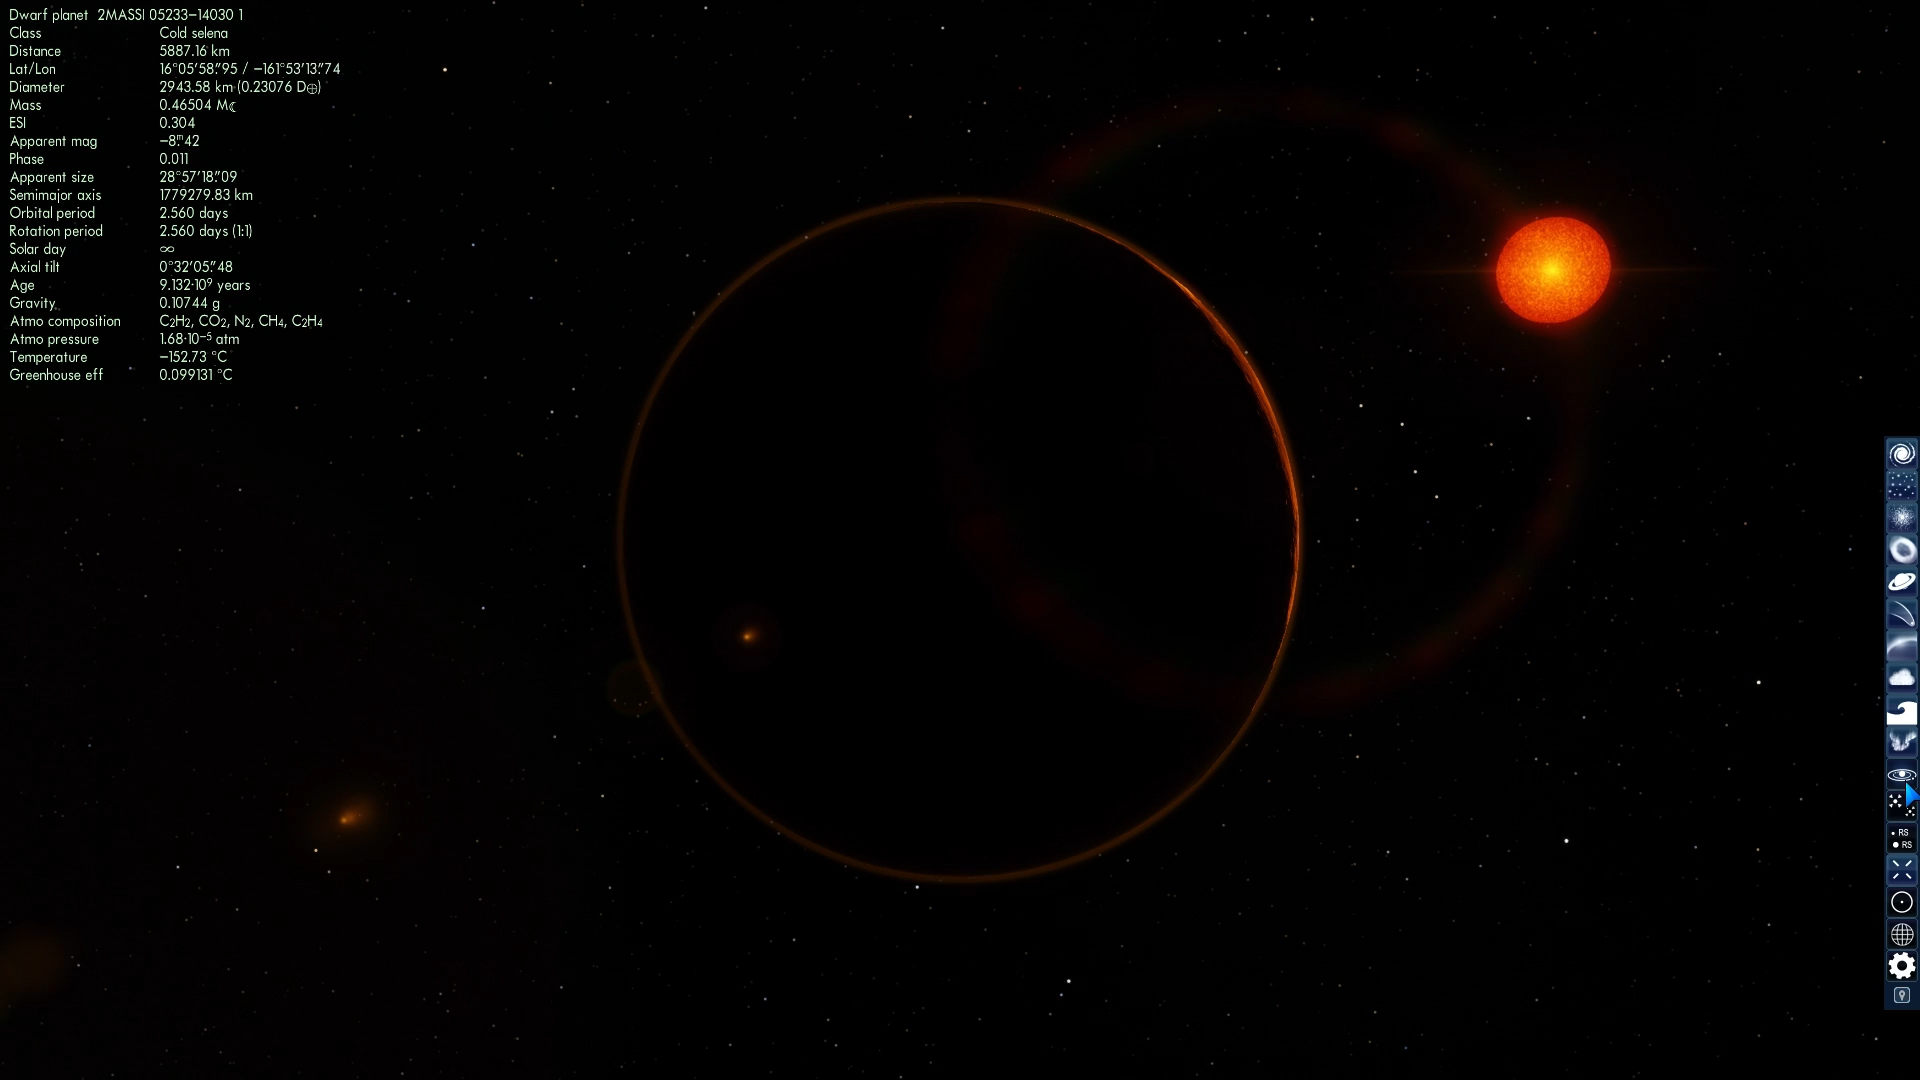 Dwarf planet 2MASSI 05233–14030 1
Class Cold selena
Distance 5887.16 km
Lat/Lon 16°05′58.″95 / −161°53′13.″74
Diameter 2943.58 km (0.23076 D⊕)
Mass 0.46504 M☾
ESI 0.304
Apparent mag −8.ᵐ42
Phase 0.011
Apparent size 28°57′18.″09
Semimajor axis 1779279.83 km
Orbital period 2.560 days
Rotation period 2.560 days (1:1)
Solar day ∞
Axial tilt 0°32′05.″48
Age 9.132·10⁹ years
Gravity 0.10744 g
Atmo composition C₂H₂, CO₂, N₂, CH₄, C₂H₄
Atmo pressure 1.68·10⁻⁵ atm
Temperature −152.73 °C
Greenhouse eff 0.099131 °C
RS
RS